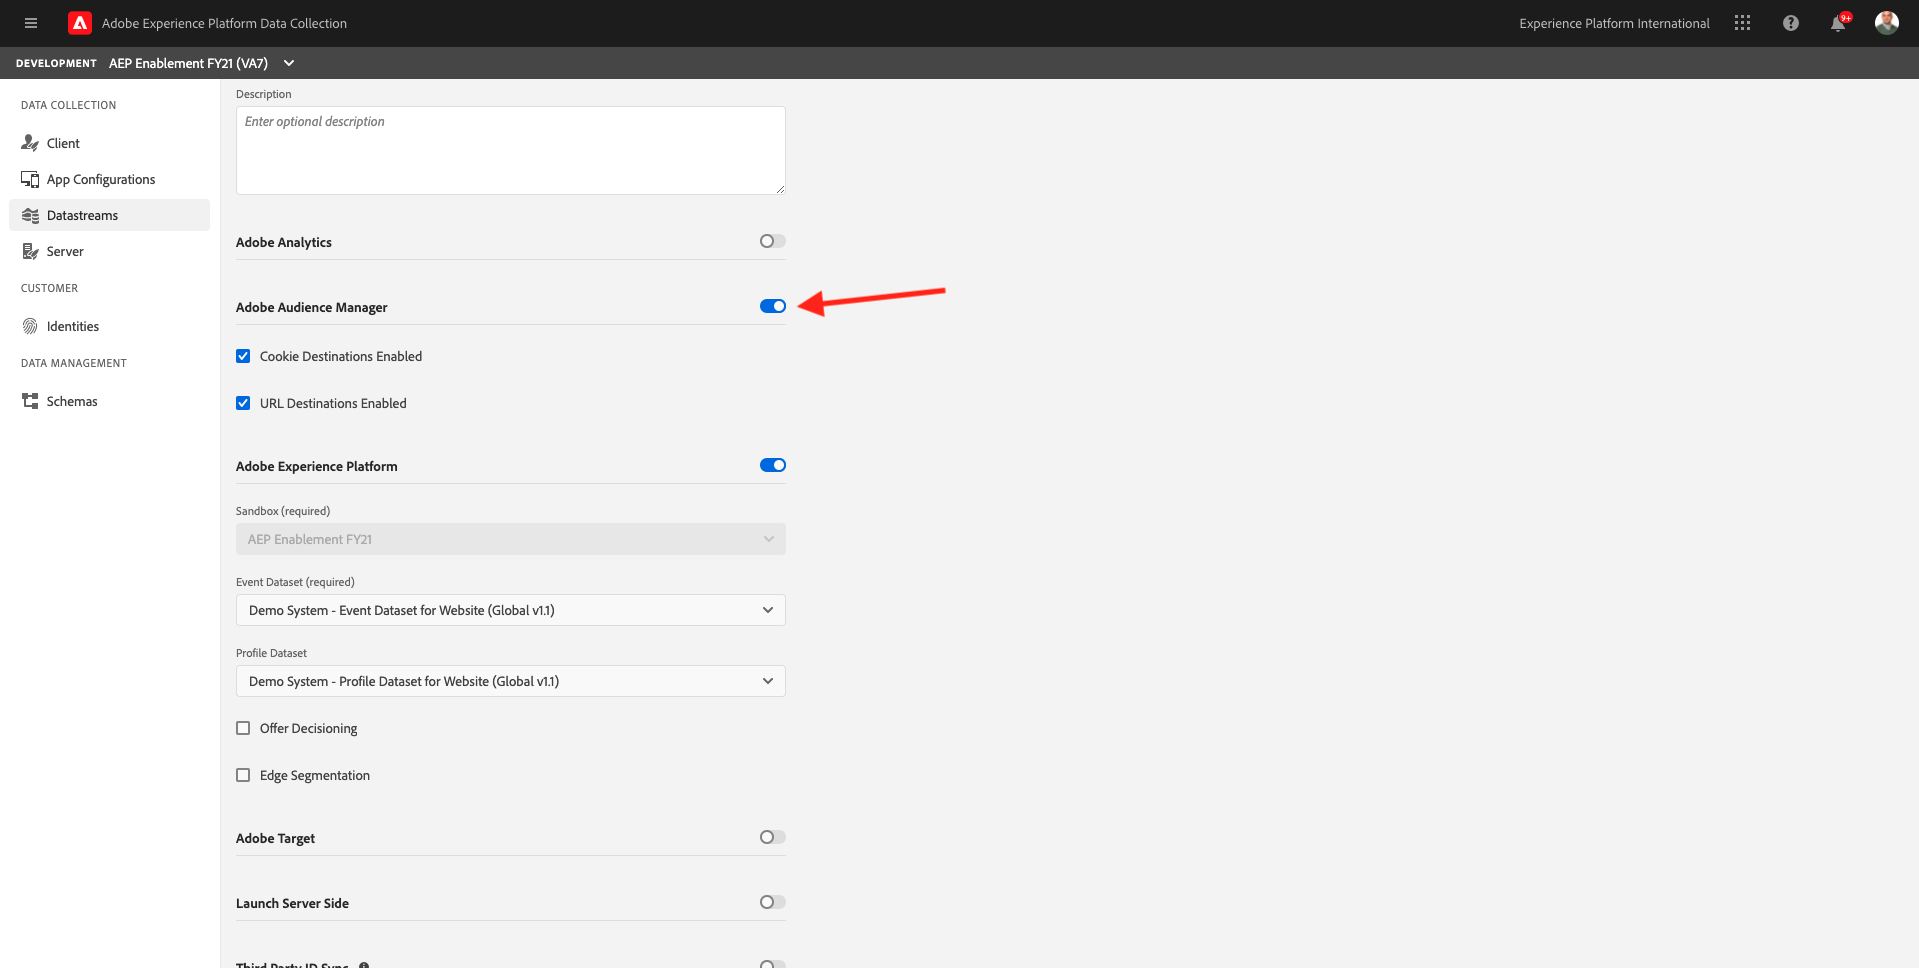 Adobe Experience Platform Data Collection
Experience Platform International
9+
DEVELOPMENT AEP Enablement FY21 (VA7)
DATA COLLECTION
Client
App Configurations
Datastreams
Server
CUSTOMER
Identities
DATA MANAGEMENT
Schemas
Description
Enter optional description
Adobe Analytics
Adobe Audience Manager
Cookie Destinations Enabled
URL Destinations Enabled
Adobe Experience Platform
Sandbox (required)
AEP Enablement FY21
Event Dataset (required)
Demo System - Event Dataset for Website (Global v1.1)
Profile Dataset
Demo System - Profile Dataset for Website (Global v1.1)
Offer Decisioning
Edge Segmentation
Adobe Target
Launch Server Side
Third Party ID Sync